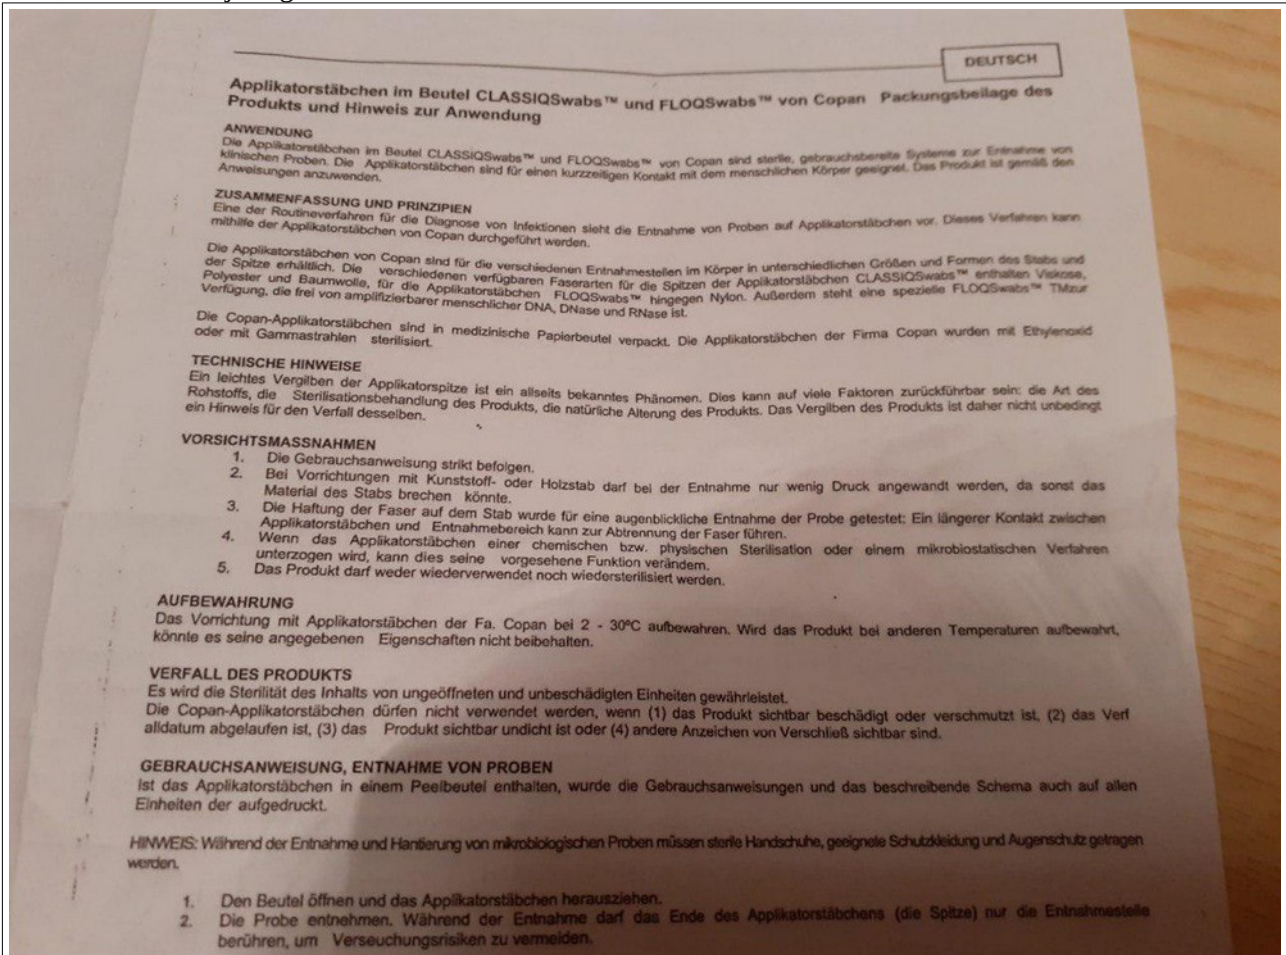 DEUTSCH
Applikatorstäbchen im Beutel CLASSIQSwabs™ und FLOQSwabs™ von Copan Packungsbeilage des
Produkts und Hinweis zur Anwendung
ANWENDUNG
Die Applikatorstäbchen im Beutel CLASSIQSwabs™ und FLOQSwabs™ von Copan sind sterile, gebrauchsbereite Systeme zur Entnahme von
klinischen Proben. Die Applikatorstäbchen sind für einen kurzzeitigen Kontakt mit dem menschlichen Körper geeignet. Das Produkt ist gemäß den
Anweisungen anzuwenden.
ZUSAMMENFASSUNG UND PRINZIPIEN
Eine der Routineverfahren für die Diagnose von Infektionen sieht die Entnahme von Proben auf Applikatorstäbchen vor. Dieses Verfahren kann
mithilfe der Applikatorstäbchen von Copan durchgeführt werden.
Die Applikatorstäbchen von Copan sind für die verschiedenen Entnahmestellen im Körper in unterschiedlichen Größen und Formen des Stabs und
der Spitze erhältlich. Die verschiedenen verfügbaren Faserarten für die Spitzen der Applikatorstäbchen CLASSIQSwabs™ enthalten Viskose,
Polyester und Baumwolle, für die Applikatorstäbchen FLOQSwabs™ hingegen Nylon. Außerdem steht eine spezielle FLOQSwabs™ TMzur
Verfügung, die frei von amplifizierbarer menschlicher DNA, DNase und RNase ist.
Die Copan-Applikatorstäbchen sind in medizinische Papierbeutel verpackt. Die Applikatorstäbchen der Firma Copan wurden mit Ethylenoxid
oder mit Gammastrahlen sterilisiert.
TECHNISCHE HINWEISE
Ein leichtes Vergilben der Applikatorspitze ist ein allseits bekanntes Phänomen. Dies kann auf viele Faktoren zurückführbar sein: die Art des
Rohstoffs, die Sterilisationsbehandlung des Produkts, die natürliche Alterung des Produkts. Das Vergilben des Produkts ist daher nicht unbedingt
ein Hinweis für den Verfall desselben.
VORSICHTSMASSNAHMEN
1. Die Gebrauchsanweisung strikt befolgen.
2. Bei Vorrichtungen mit Kunststoff- oder Holzstab darf bei der Entnahme nur wenig Druck angewandt werden, da sonst das
Material des Stabs brechen könnte.
3. Die Haftung der Faser auf dem Stab wurde für eine augenblickliche Entnahme der Probe getestet: Ein längerer Kontakt zwischen
Applikatorstäbchen und Entnahmebereich kann zur Abtrennung der Faser führen.
4. Wenn das Applikatorstäbchen einer chemischen bzw. physischen Sterilisation oder einem mikrobiostatischen Verfahren
unterzogen wird, kann dies seine vorgesehene Funktion verändern.
5. Das Produkt darf weder wiederverwendet noch wiedersterilisiert werden.
AUFBEWAHRUNG
Das Vorrichtung mit Applikatorstäbchen der Fa. Copan bei 2 - 30ºC aufbewahren. Wird das Produkt bei anderen Temperaturen aufbewahrt,
könnte es seine angegebenen Eigenschaften nicht beibehalten.
VERFALL DES PRODUKTS
Es wird die Sterilität des Inhalts von ungeöffneten und unbeschädigten Einheiten gewährleistet.
Die Copan-Applikatorstäbchen dürfen nicht verwendet werden, wenn (1) das Produkt sichtbar beschädigt oder verschmutzt ist, (2) das Verf
alldatum abgelaufen ist, (3) das Produkt sichtbar undicht ist oder (4) andere Anzeichen von Verschließ sichtbar sind.
GEBRAUCHSANWEISUNG, ENTNAHME VON PROBEN
Ist das Applikatorstäbchen in einem Peelbeutel enthalten, wurde die Gebrauchsanweisungen und das beschreibende Schema auch auf allen
Einheiten der aufgedruckt.
HINWEIS: Während der Entnahme und Hantierung von mikrobiologischen Proben müssen sterile Handschuhe, geeignete Schutzkleidung und Augenschutz getragen
werden.
1. Den Beutel öffnen und das Applikatorstäbchen herausziehen.
2. Die Probe entnehmen. Während der Entnahme darf das Ende des Applikatorstäbchens (die Spitze) nur die Entnahmestelle
berühren, um Verseuchungsrisiken zu vermeiden.